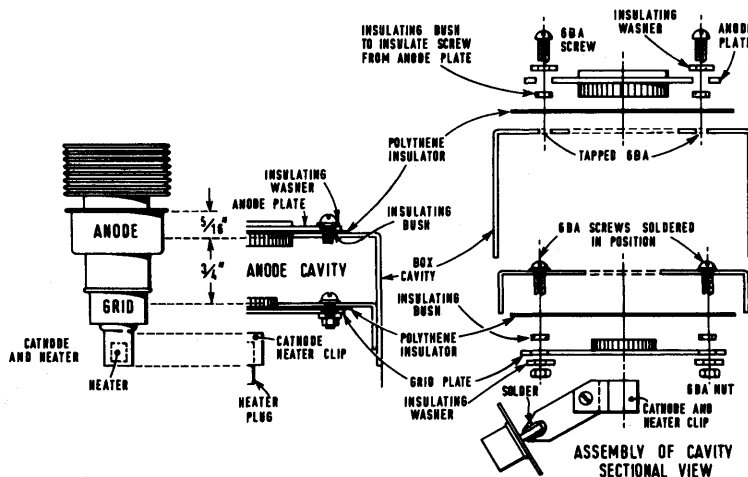 INSULATING BUSH
TO INSULATE SCREW
FROM ANODE PLATE
6BA
SCREW
INSULATING
WASHER
ANODE
PLATE
POLYTHENE
INSULATOR
TAPPED 6BA
INSULATING
WASHER
ANODE PLATE
INSULATING
BUSH
5/16"
ANODE
3/4"
ANODE CAVITY
BOX
CAVITY
6BA SCREWS SOLDERED
IN POSITION
GRID
INSULATING
BUSH
CATHODE
AND HEATER
HEATER
CATHODE
HEATER CLIP
POLYTHENE
INSULATOR
GRID PLATE
HEATER
PLUG
INSULATING
WASHER
SOLDER
6BA NUT
CATHODE AND
HEATER CLIP
ASSEMBLY OF CAVITY
SECTIONAL VIEW